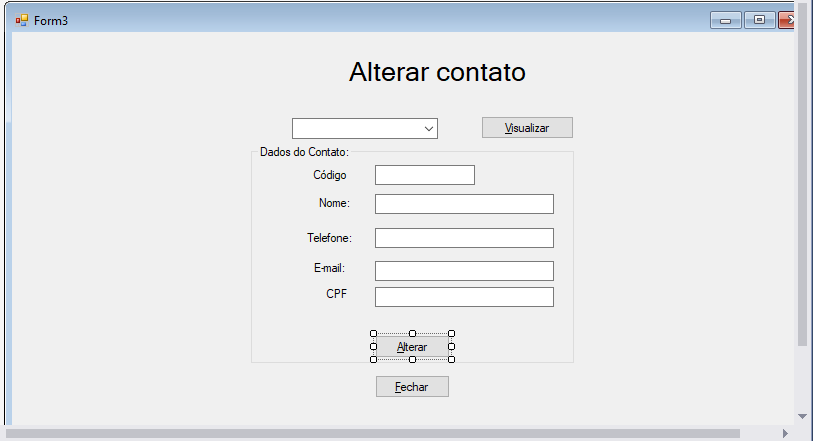 Form3
Alterar contato
Visualizar
Dados do Contato:
Código
Nome:
Telefone:
E-mail:
CPF
Alterar
Fechar